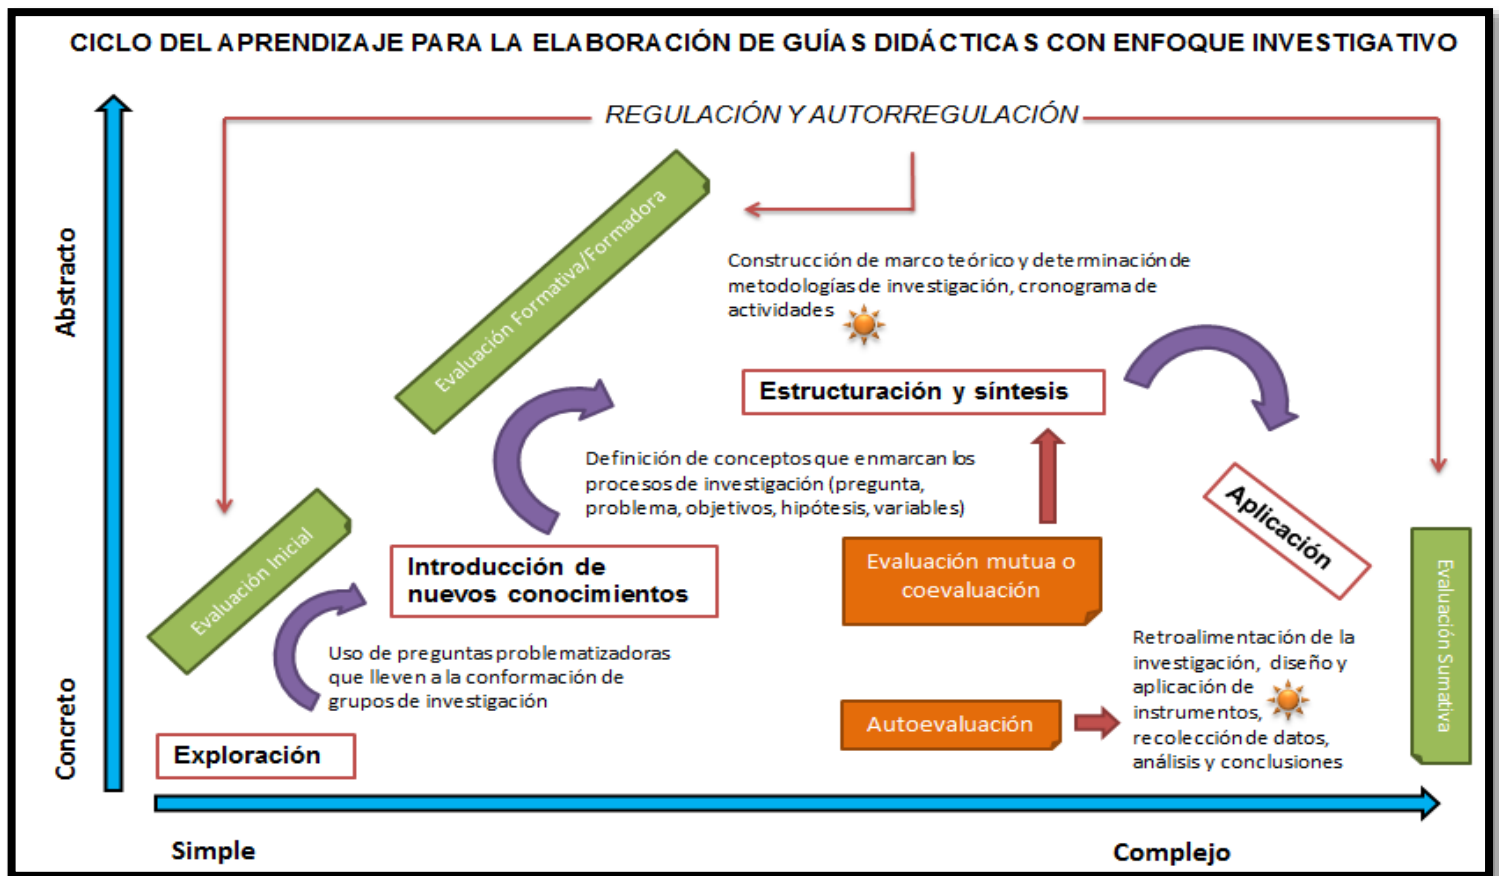 CICLO DEL APRENDIZAJE PARA LA ELABORACIÓN DE GUÍAS DIDÁCTICAS CON ENFOQUE INVESTIGATIVO
REGULACIÓN Y AUTORREGULACIÓN
Abstracto
Concreto
Evaluación Formativa/Formadora
Construcción de marco teórico y determinación de
metodologías de investigación, cronograma de
actividades
Estructuración y síntesis
Definición de conceptos que enmarcan los
procesos de investigación (pregunta,
problema, objetivos, hipótesis, variables)
Aplicación
Evaluación Inicial
Introducción de
nuevos conocimientos
Evaluación mutua o
coevaluación
Evaluación Sumativa
Uso de preguntas problematizadoras
que lleven a la conformación de
grupos de investigación
Retroalimentación de la
investigación, diseño y
aplicación de
instrumentos,
recolección de datos,
análisis y conclusiones
Autoevaluación
Exploración
Simple
Complejo